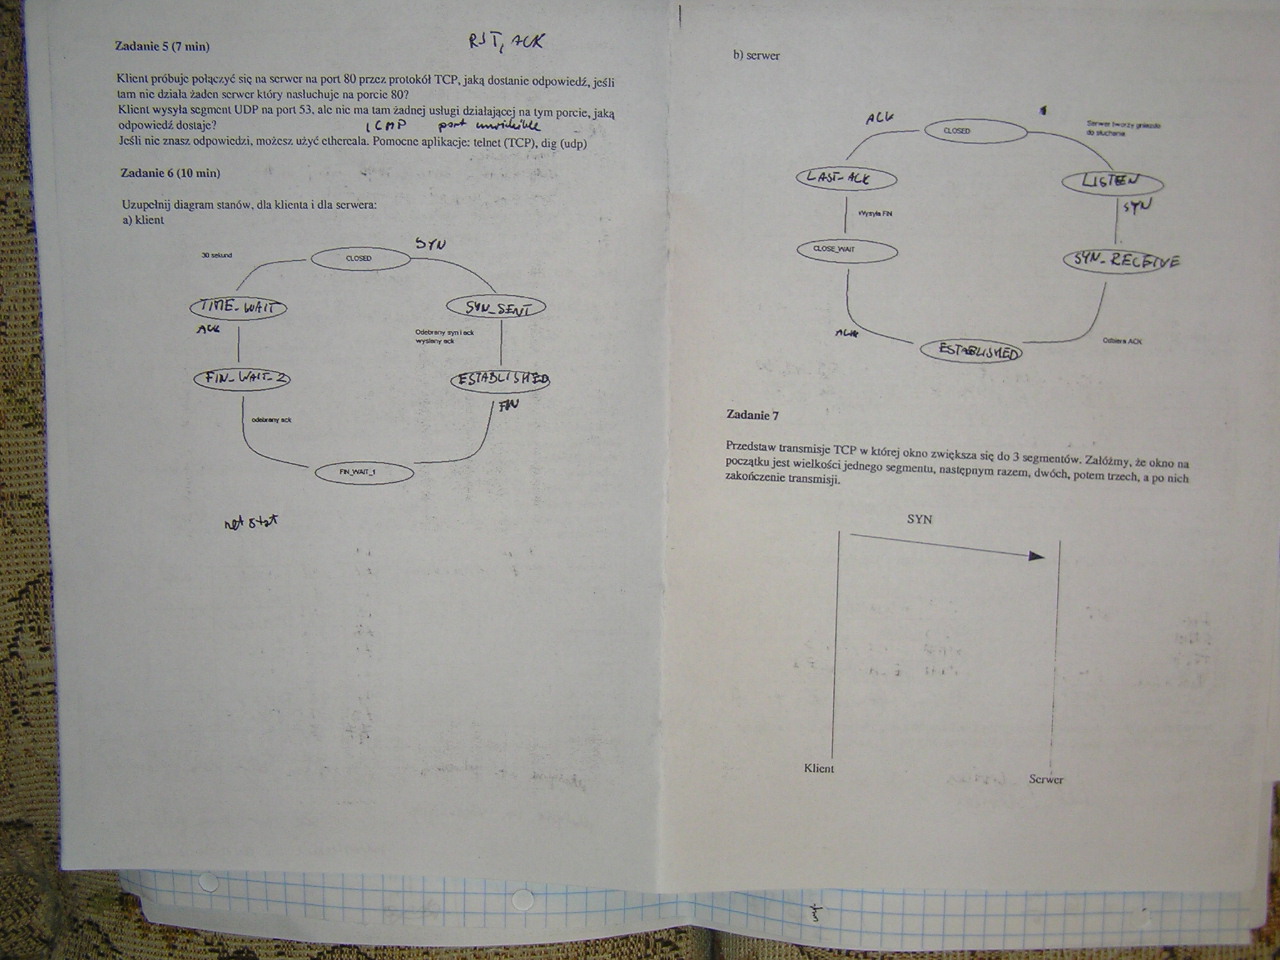 Zadanie 5 (7 min)
RST, ACK
Klient próbuje połączyć się na serwer na port 80 przez protokół TCP, jaką dostanie odpowiedź, jeśli
tam nie działa żaden serwer który nasłuchuje na porcie 80?
Klient wysyła segment UDP na port 53, ale nie ma tam żadnej usługi działającej na tym porcie, jaką
odpowiedź dostaje?
ICMP port
Jeśli nie znasz odpowiedzi, możesz użyć ethereala. Pomocne aplikacje: telnet (TCP), dig (udp)
Zadanie 6 (10 min)
Uzupełnij diagram stanów, dla klienta i dla serwera:
a) klient
SYN
30 sekund
CLOSED
TIME_WAIT
SYN_SENT
ACK
Odebrany syn i ack
wysłany ack
FIN_WAIT_2
ESTABLISHED
FIN
odebrany ack
FIN_WAIT_1
net stat
b) serwer
ACK
CLOSED
Serwer tworzy gniazdo
do słuchania
LAST-ACK
LISTEN
SYN
Wysyła FIN
CLOSE_WAIT
SYN_RECEIVE
ACK
ESTABLISHED
Odbiera ACK
Zadanie 7
Przedstaw transmisje TCP w której okno zwiększa się do 3 segmentów. Załóżmy, że okno na
początku jest wielkości jednego segmentu, następnym razem, dwóch, potem trzech, a po nich
zakończenie transmisji.
SYN
Klient
Serwer